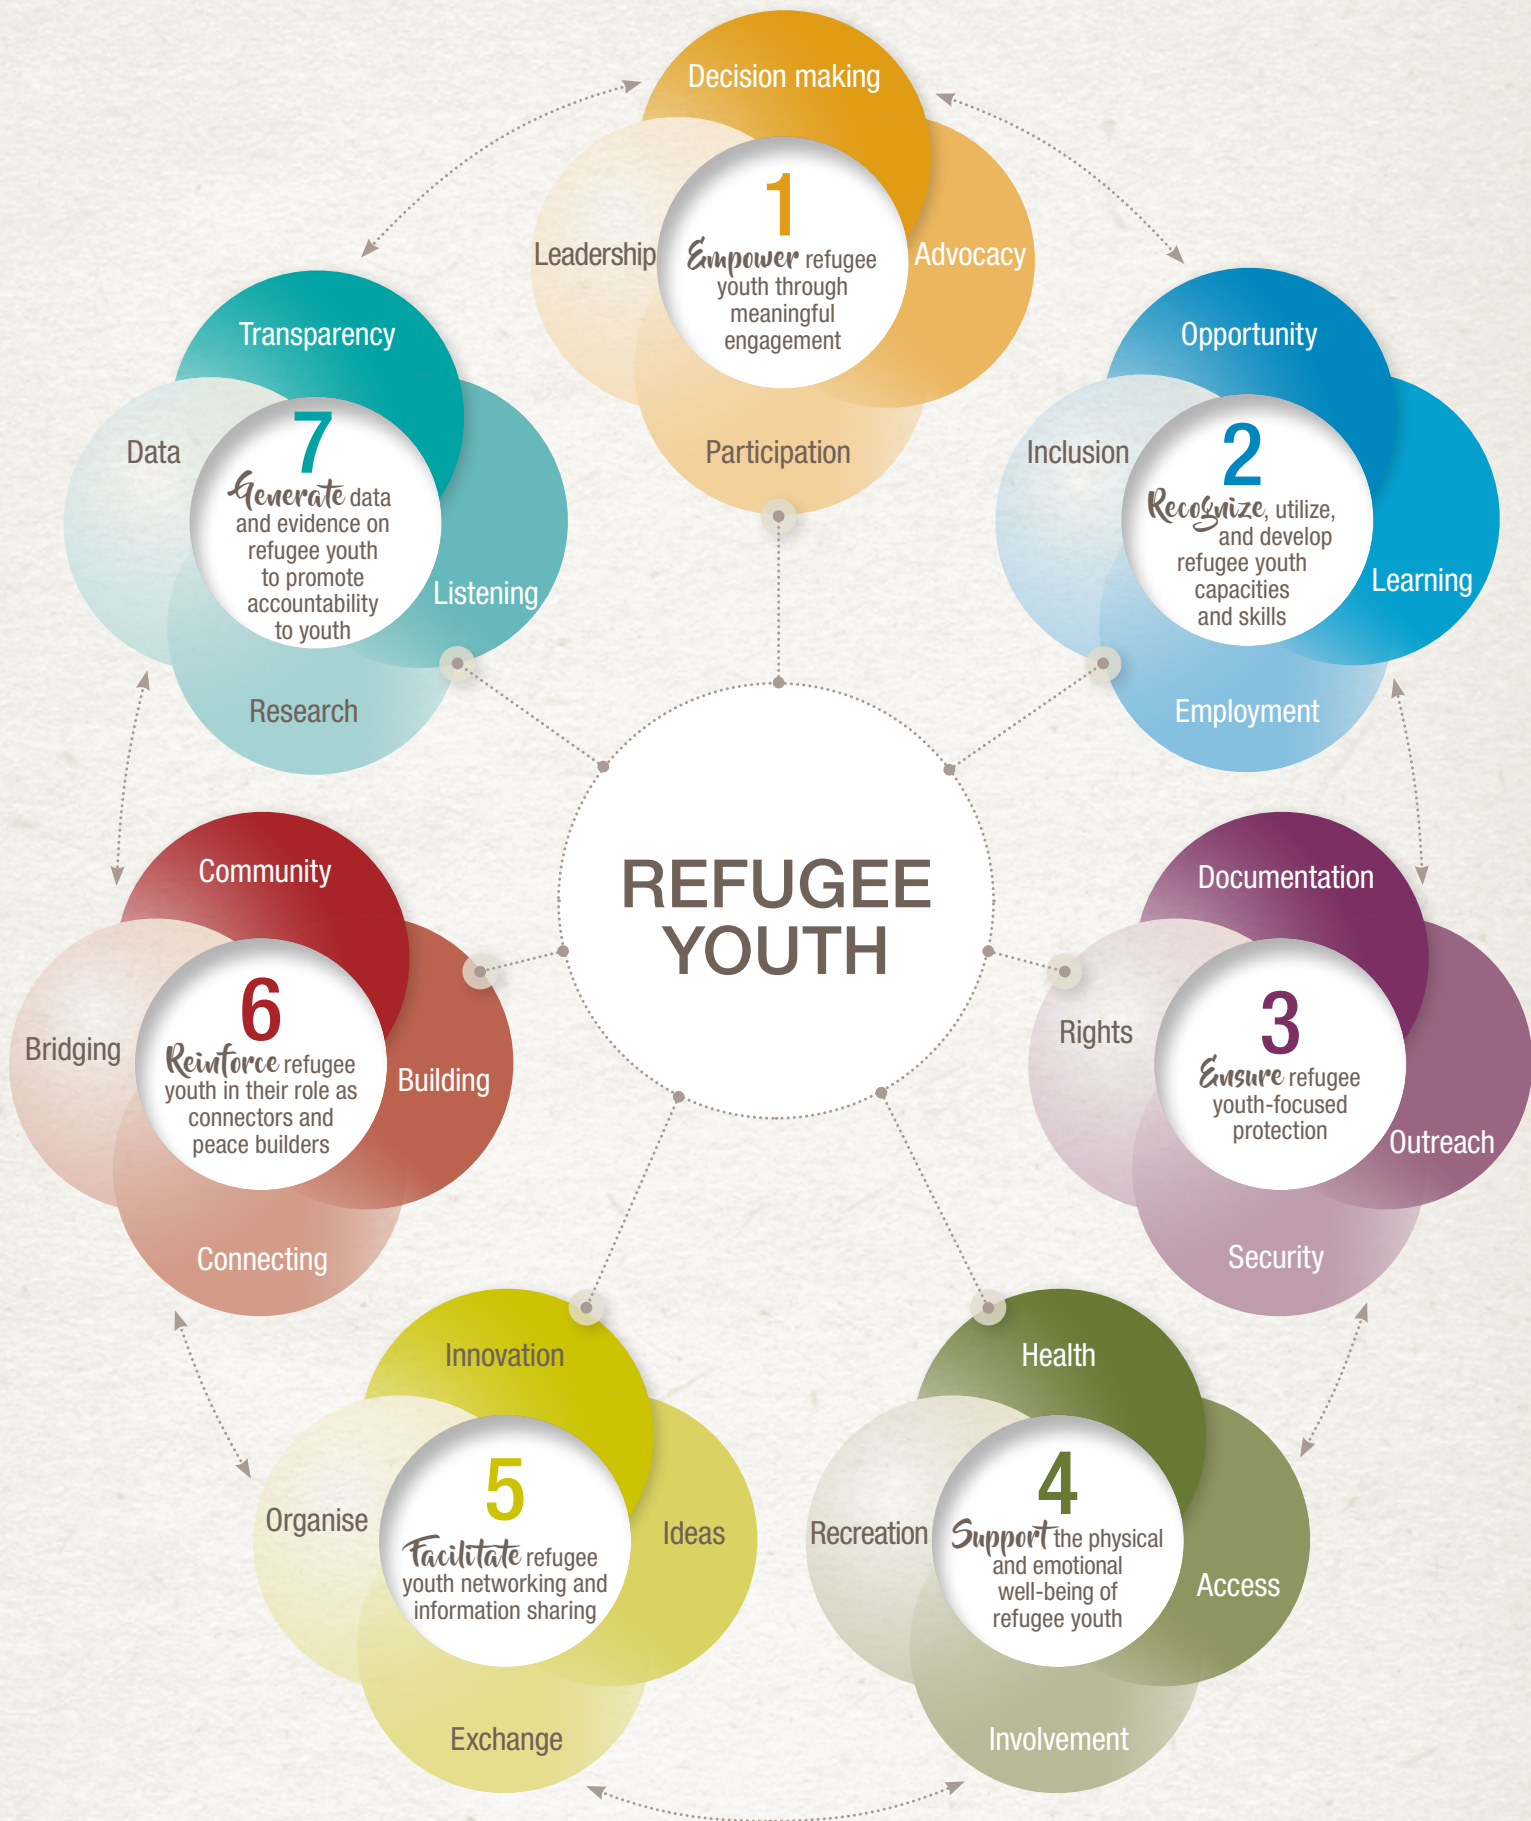 REFUGEE
YOUTH
Decision making
Leadership
Advocacy
Participation
1
Empower refugee
youth through
meaningful
engagement
Opportunity
Inclusion
Learning
Employment
2
Recognize, utilize,
and develop
refugee youth
capacities
and skills
Documentation
Rights
Outreach
Security
3
Ensure refugee
youth-focused
protection
Health
Recreation
Access
Involvement
4
Support the physical
and emotional
well-being of
refugee youth
Innovation
Organise
Ideas
Exchange
5
Facilitate refugee
youth networking and
information sharing
Community
Bridging
Building
Connecting
6
Reinforce refugee
youth in their role as
connectors and
peace builders
Transparency
Data
Listening
Research
7
Generate data
and evidence on
refugee youth
to promote
accountability
to youth